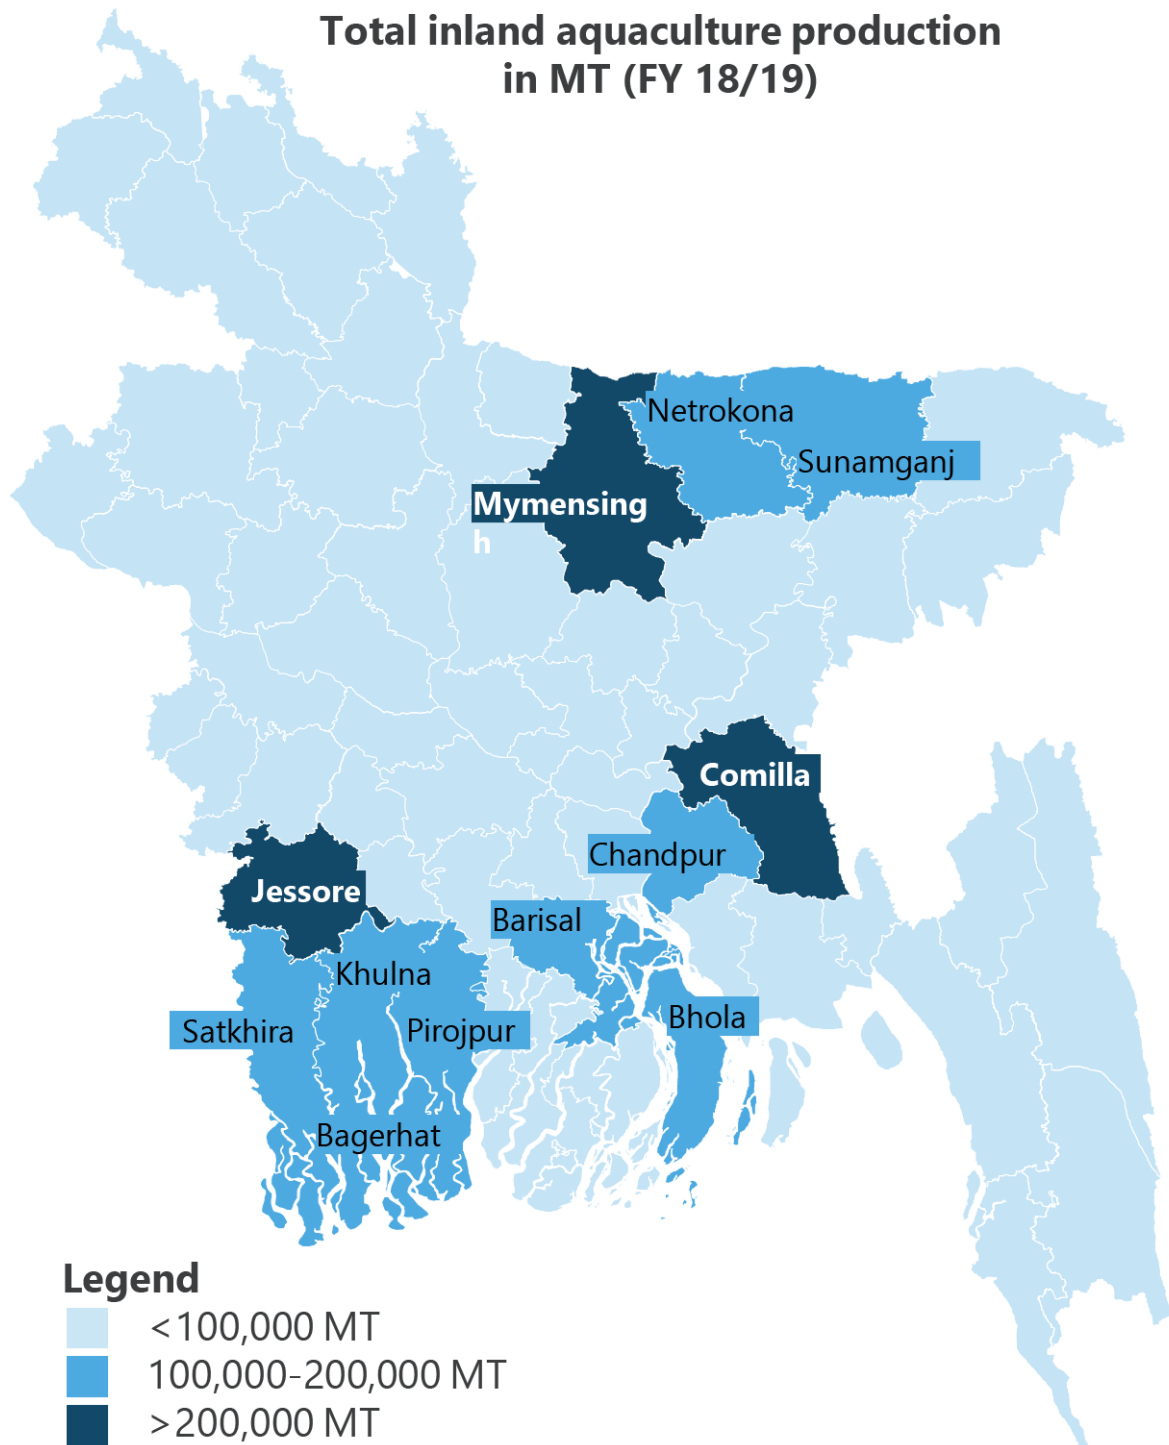 Total inland aquaculture production
in MT (FY 18/19)
Netrokona
Sunamganj
Mymensing
h
Comilla
Chandpur
Jessore
Barisal
Khulna
Bhola
Satkhira
Pirojpur
Bagerhat
Legend
<100,000 MT
100,000-200,000 MT
>200,000 MT